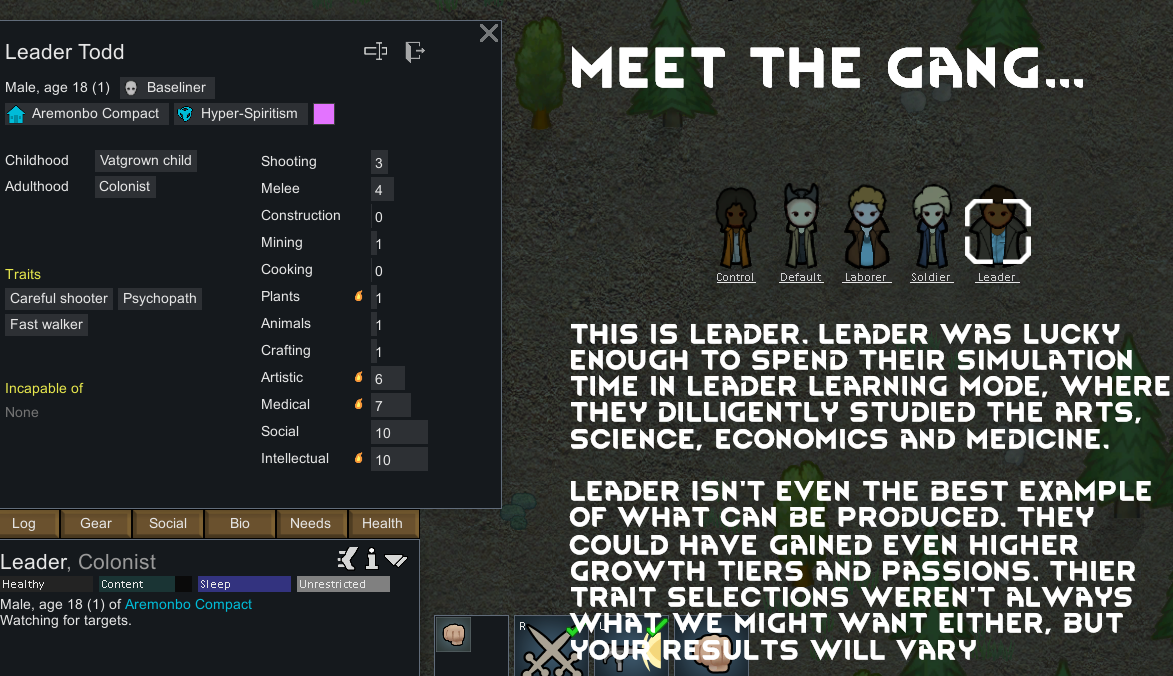 Leader Todd
Male, age 18 (1) Baseliner
Aremonbo Compact Hyper-Spiritism
Childhood Vatgrown child
Adulthood Colonist
Traits
Careful shooter Psychopath
Fast walker
Incapable of
None
Shooting 3
Melee 4
Construction 0
Mining 1
Cooking 0
Plants 1
Animals 1
Crafting 1
Artistic 6
Medical 7
Social 10
Intellectual 10
Log Gear Social Bio Needs Health
Leader, Colonist
Healthy Content Sleep Unrestricted
Male, age 18 (1) of Aremonbo Compact
Watching for targets.
R
MEET THE GANG...
Control Default Laborer Soldier Leader
THIS IS LEADER. LEADER WAS LUCKY
ENOUGH TO SPEND THEIR SIMULATION
TIME IN LEADER LEARNING MODE, WHERE
THEY DILLIGENTLY STUDIED THE ARTS,
SCIENCE, ECONOMICS AND MEDICINE.
LEADER ISN'T EVEN THE BEST EXAMPLE
OF WHAT CAN BE PRODUCED. THEY
COULD HAVE GAINED EVEN HIGHER
GROWTH TIERS AND PASSIONS. THIER
TRAIT SELECTIONS WEREN'T ALWAYS
WHAT WE MIGHT WANT EITHER, BUT
YOUR RESULTS WILL VARY